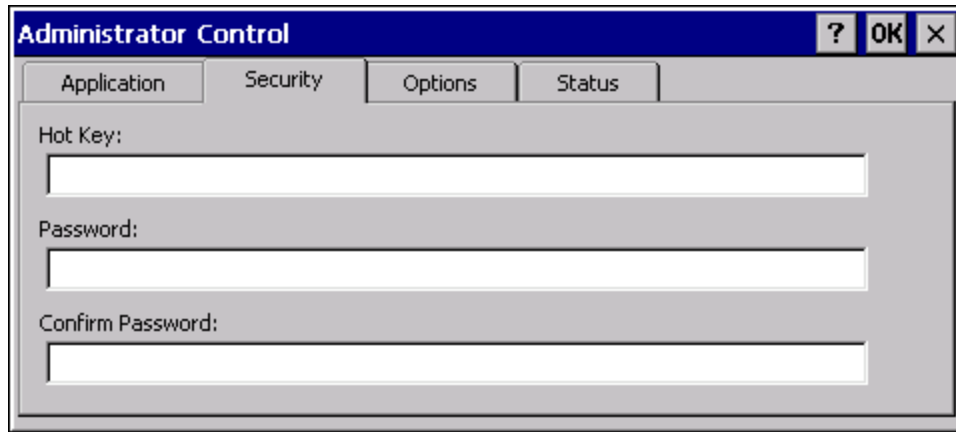 Administrator Control ? OK ×
Application Security Options Status
Hot Key:
Password:
Confirm Password: